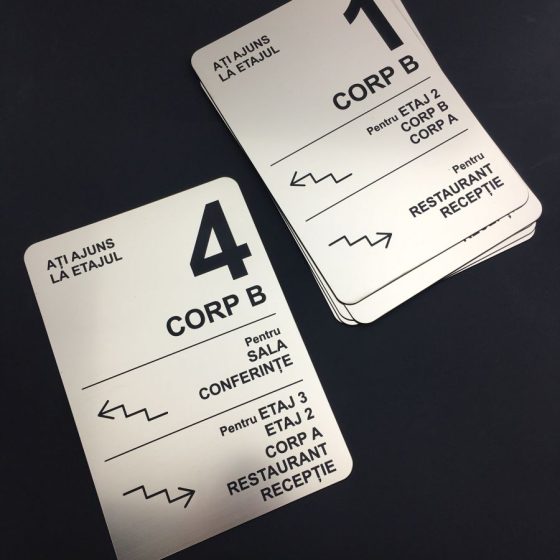 AȚI AJUNS
LA ETAJUL
1
CORP B
Pentru ETAJ 2
CORP B
CORP A
Pentru
RESTAURANT
RECEPȚIE
AȚI AJUNS
LA ETAJUL
4
CORP B
Pentru
SALA
CONFERINȚE
Pentru ETAJ 3
ETAJ 2
CORP A
RESTAURANT
RECEPȚIE